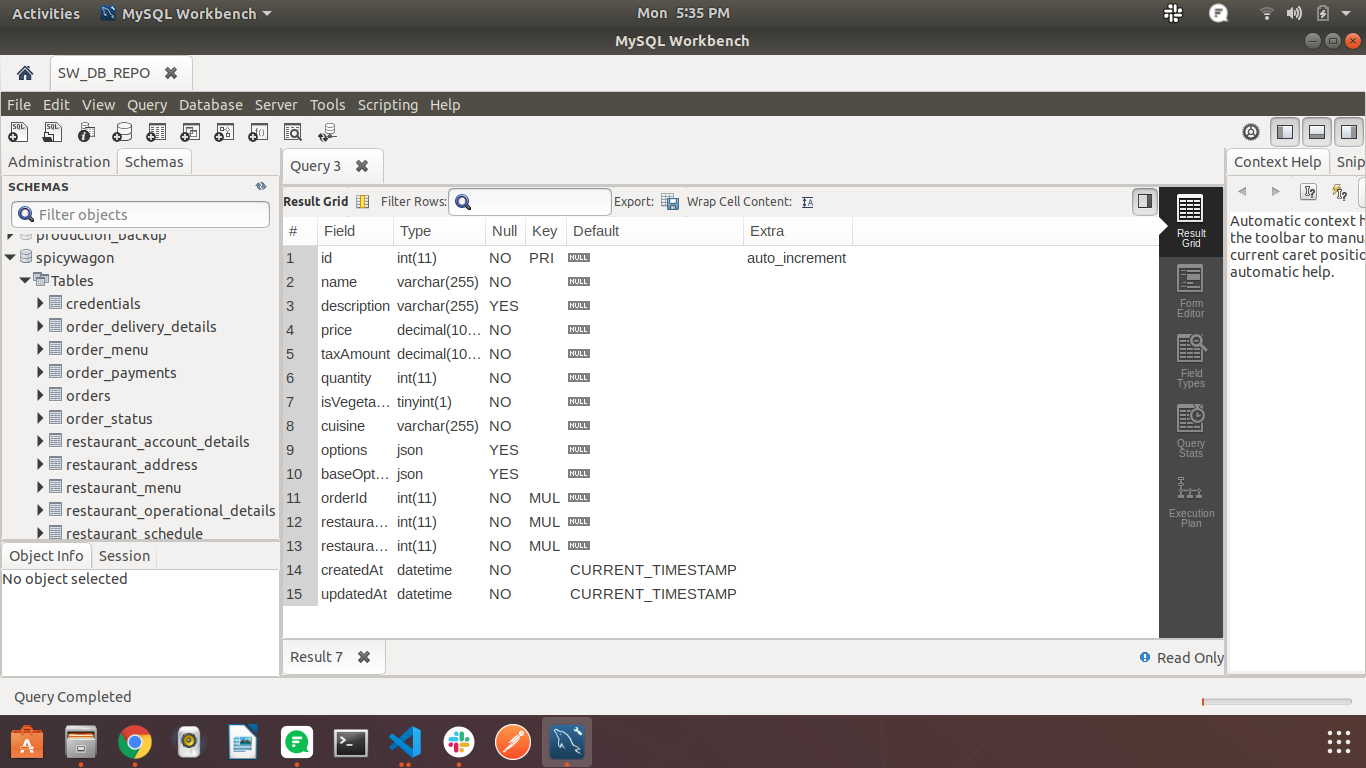 Activities MySQL Workbench Mon 5:35 PM
MySQL Workbench
SW_DB_REPO
File Edit View Query Database Server Tools Scripting Help
Administration Schemas
SCHEMAS
Filter objects
production_backup
spicywagon
Tables
credentials
order_delivery_details
order_menu
order_payments
orders
order_status
restaurant_account_details
restaurant_address
restaurant_menu
restaurant_operational_details
restaurant_schedule
Object Info Session
No object selected
Query 3
Result Grid Filter Rows: Export: Wrap Cell Content:
# Field Type Null Key Default Extra
1 id int(11) NO PRI NULL auto_increment
2 name varchar(255) NO NULL
3 description varchar(255) YES NULL
4 price decimal(10… NO NULL
5 taxAmount decimal(10… NO NULL
6 quantity int(11) NO NULL
7 isVegeta… tinyint(1) NO NULL
8 cuisine varchar(255) NO NULL
9 options json YES NULL
10 baseOpt… json YES NULL
11 orderId int(11) NO MUL NULL
12 restaura… int(11) NO MUL NULL
13 restaura… int(11) NO MUL NULL
14 createdAt datetime NO CURRENT_TIMESTAMP
15 updatedAt datetime NO CURRENT_TIMESTAMP
Result 7
Read Only
Result
Grid
Form
Editor
Field
Types
Query
Stats
Execution
Plan
Context Help Snip
Automatic context h
the toolbar to manu
current caret positio
automatic help.
Query Completed